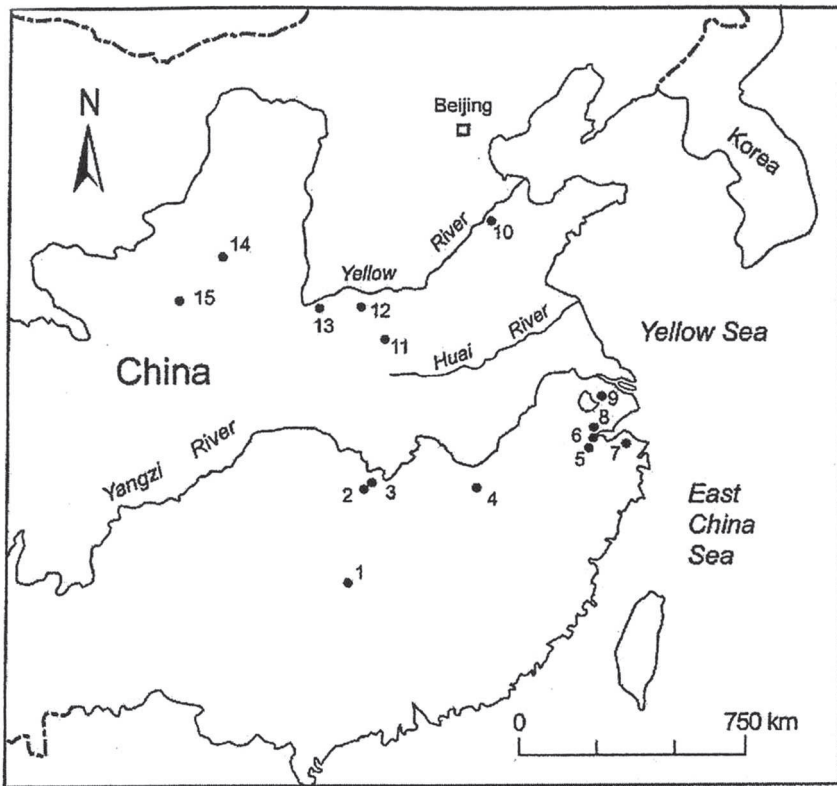 N
Beijing
Korea
14
River
10
Yellow
15
13
12
11
Huai River
Yellow Sea
China
9
8
6
5
7
Yangzi River
2
3
4
East
China
Sea
1
0
750 km